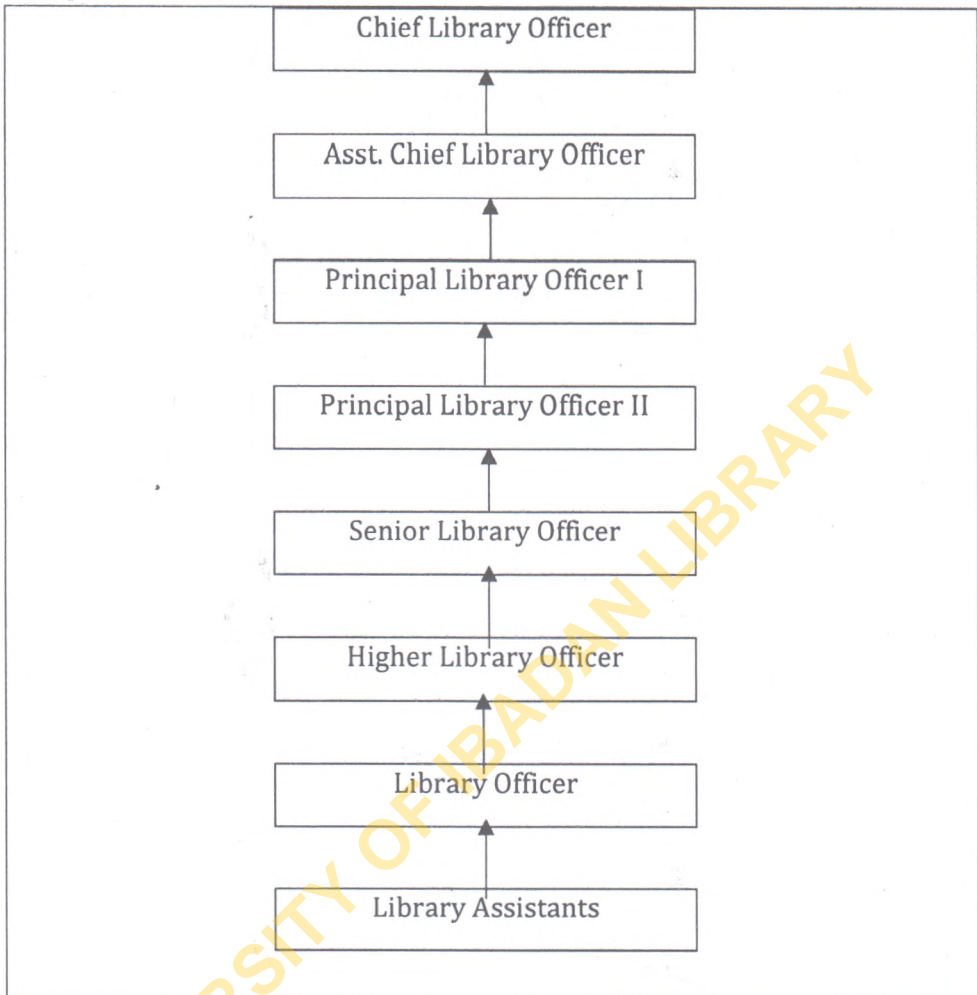 Chief Library Officer
Asst. Chief Library Officer
Principal Library Officer I
Principal Library Officer II
Senior Library Officer
Higher Library Officer
Library Officer
Library Assistants
UNIVERSITY OF IBADAN LIBRARY